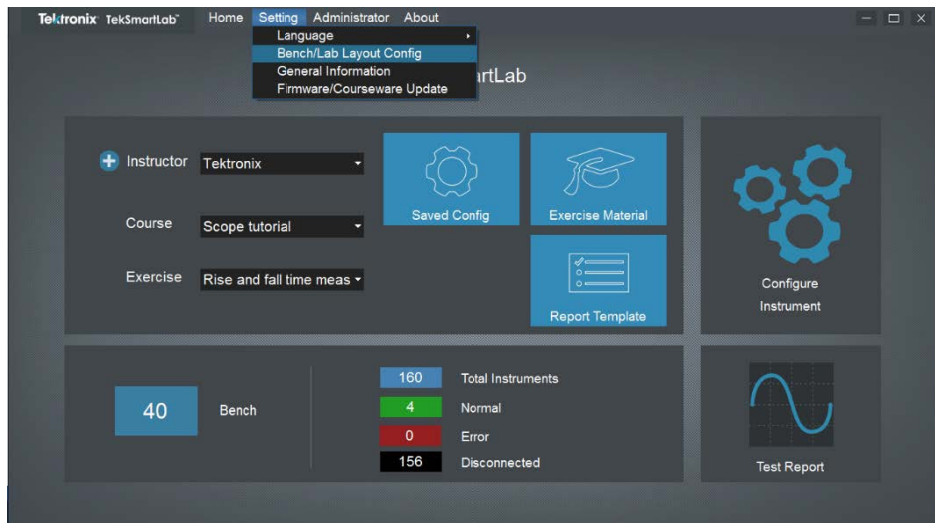 Tektronix TekSmartLab™ Home Setting Administrator About
Language
Bench/Lab Layout Config
General Information
Firmware/Courseware Update
artLab
Instructor Tektronix
Course Scope tutorial
Exercise Rise and fall time meas
Saved Config
Exercise Material
Report Template
Configure
Instrument
40 Bench
160 Total Instruments
4 Normal
0 Error
156 Disconnected
Test Report